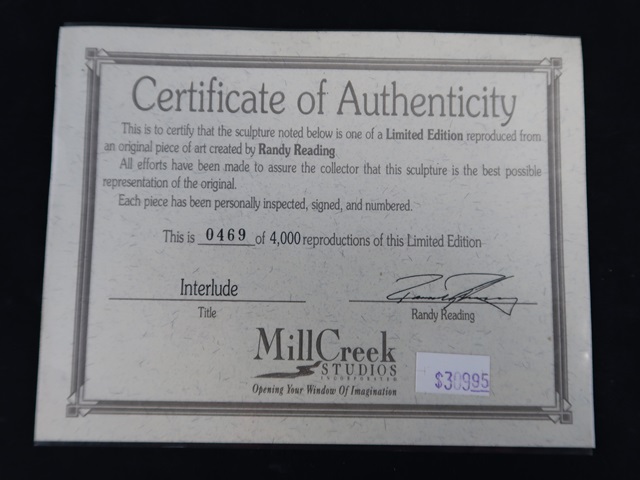 Certificate of Authenticity
This is to certify that the sculpture noted below is one of a Limited Edition reproduced from
an original piece of art created by Randy Reading.
All efforts have been made to assure the collector that this sculpture is the best possible
representation of the original.
Each piece has been personally inspected, signed, and numbered.
This is 0469 of 4,000 reproductions of this Limited Edition
Interlude
Title
Randy Reading
MillCreek
STUDIOS
INCORPORATED
Opening Your Window Of Imagination
$309.95